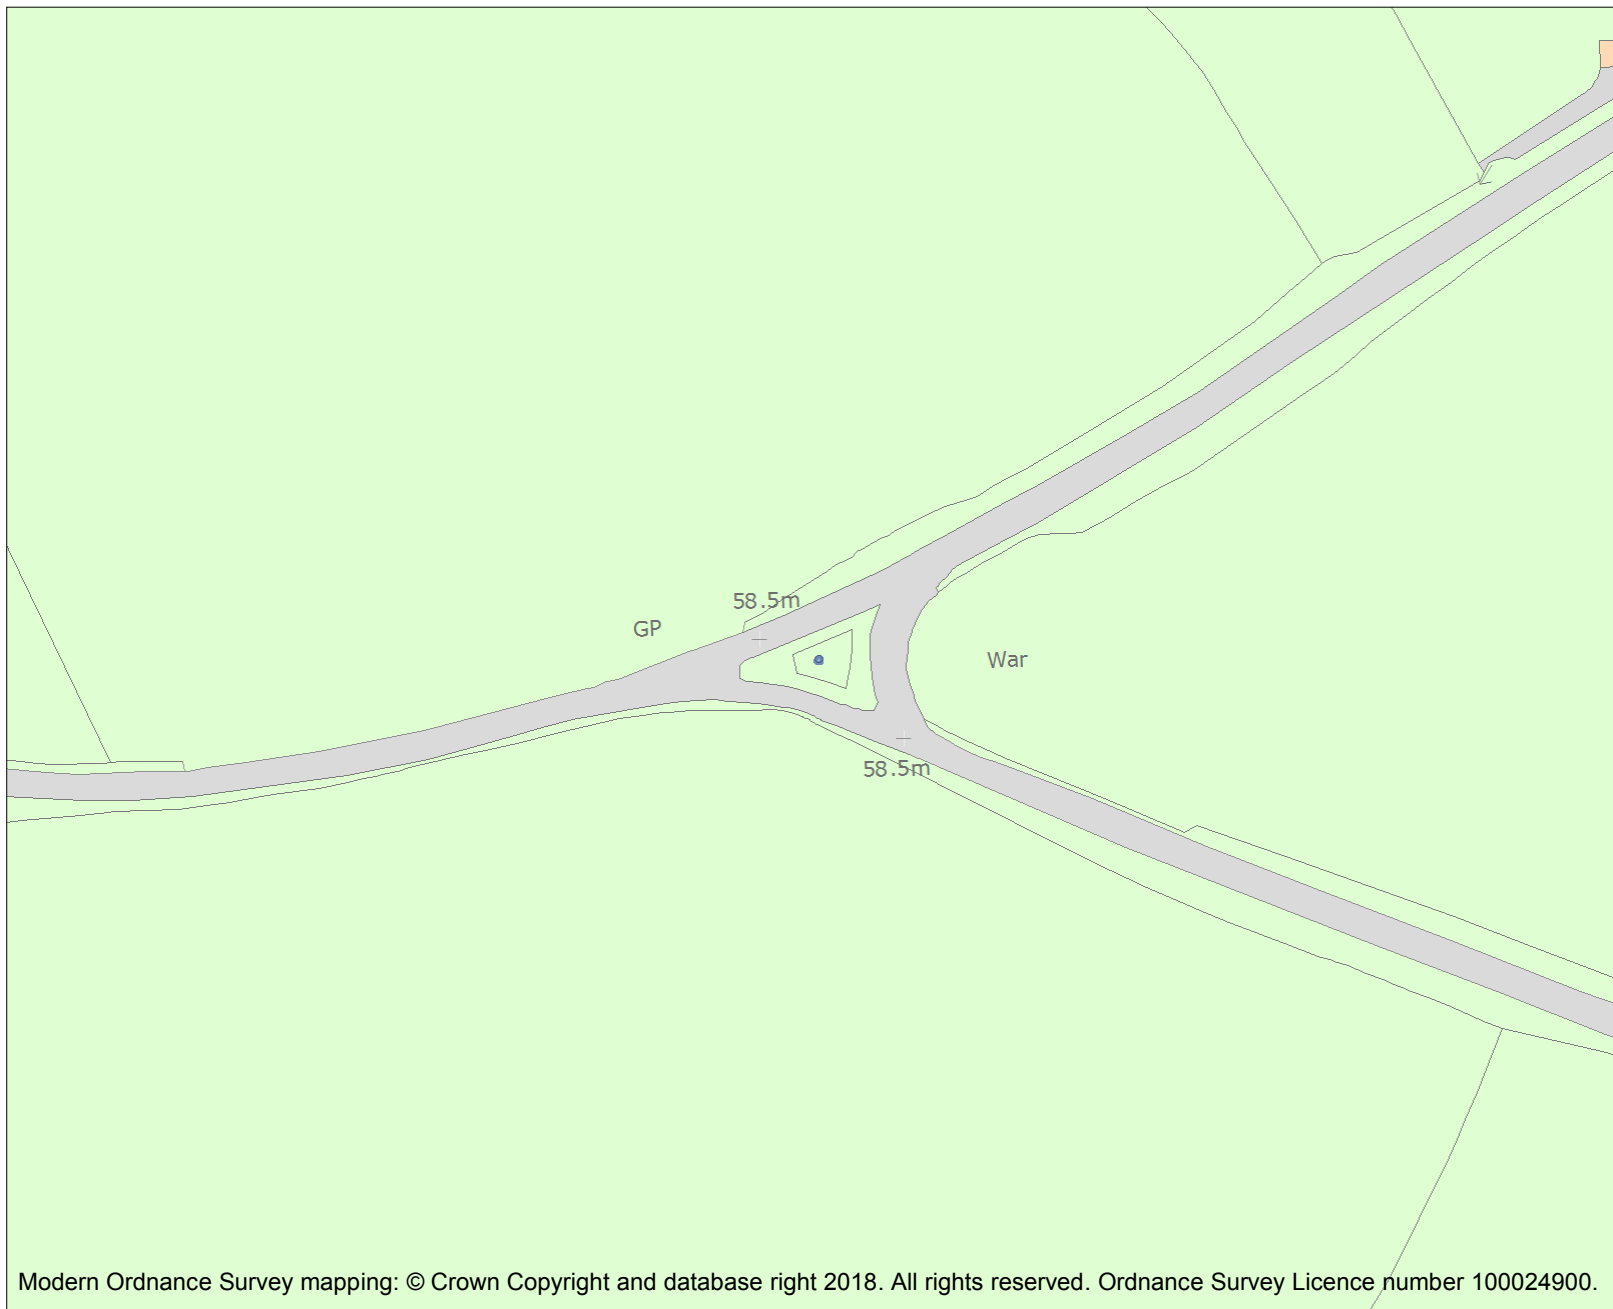 58.5m
GP
War
58.5m
Modern Ordnance Survey mapping: © Crown Copyright and database right 2018. All rights reserved. Ordnance Survey Licence number 100024900.